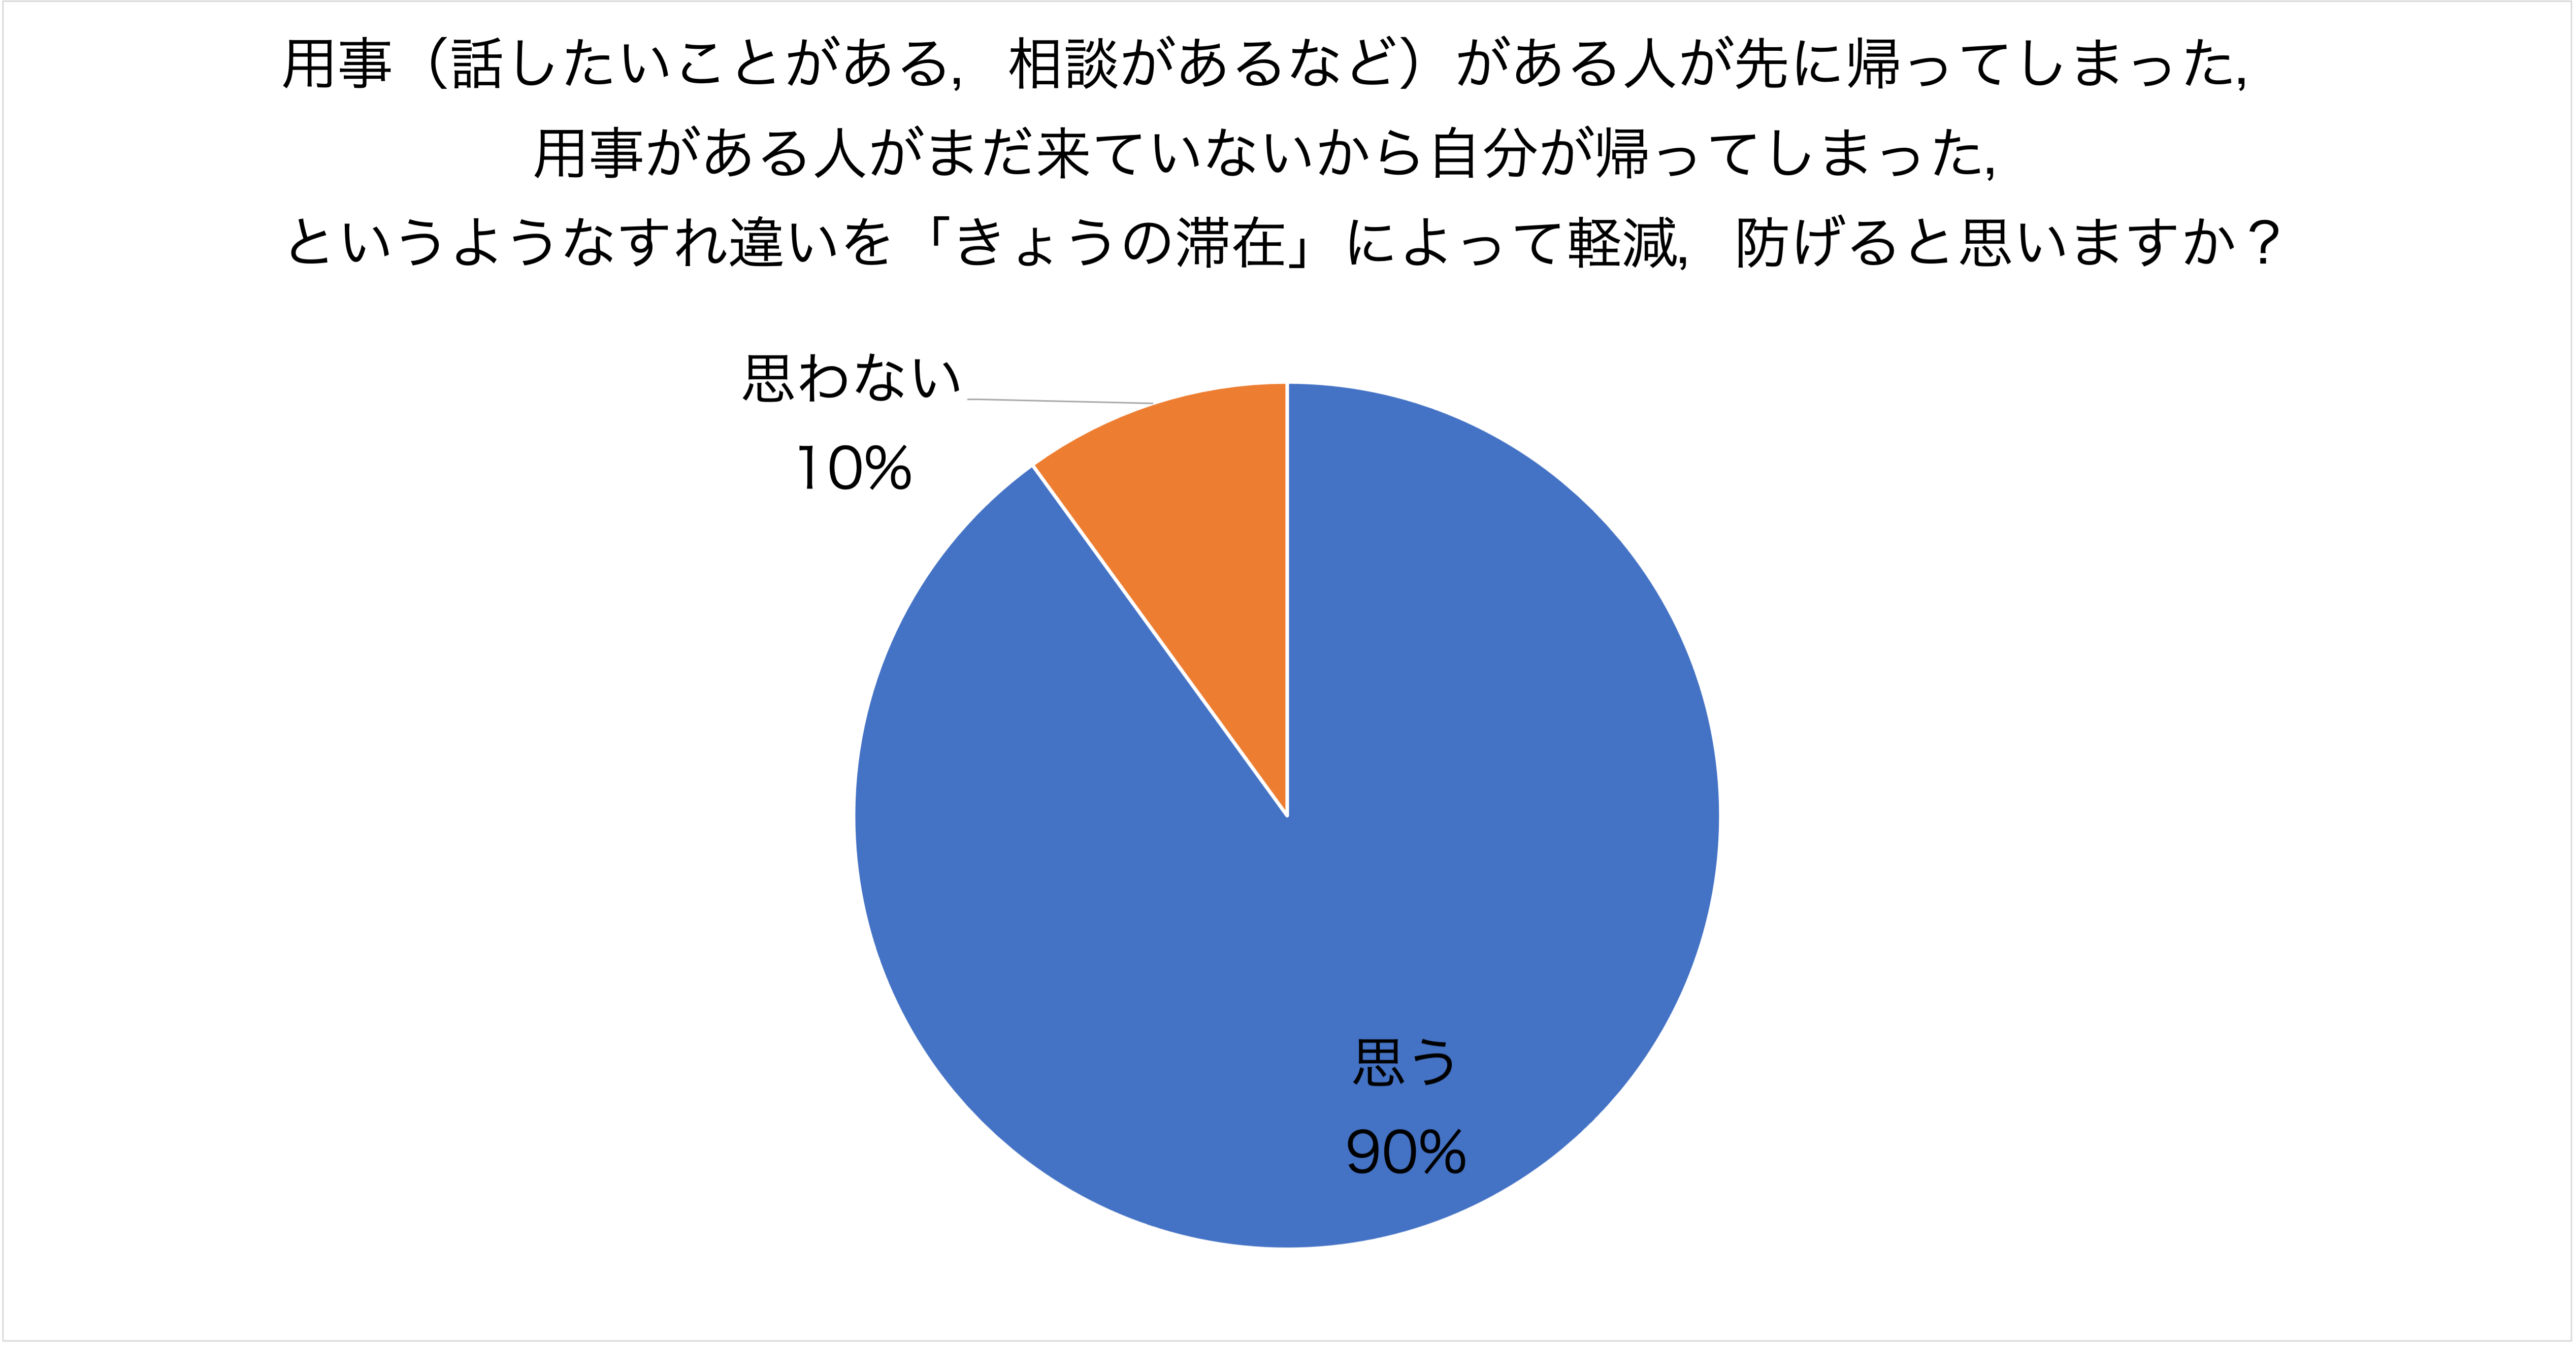 用事（話したいことがある，相談があるなど）がある人が先に帰ってしまった，
用事がある人がまだ来ていないから自分が帰ってしまった，
というようなすれ違いを「きょうの滞在」によって軽減，防げると思いますか？
思わない
10%
思う
90%